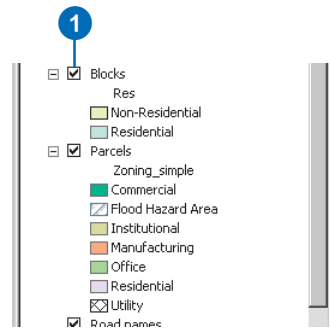 1
Blocks
Res
Non-Residential
Residential
Parcels
Zoning_simple
Commercial
Flood Hazard Area
Institutional
Manufacturing
Office
Residential
Utility
Road names